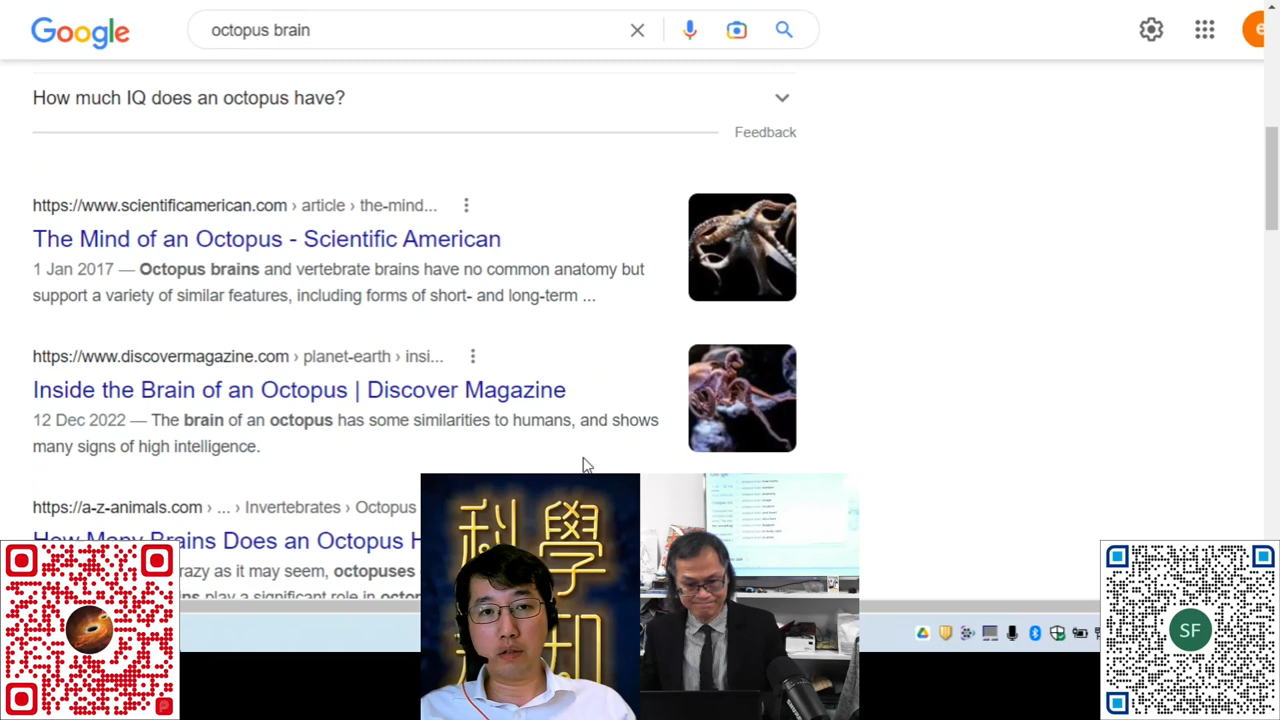 Google
octopus brain
e
How much IQ does an octopus have?
Feedback
https://www.scientificamerican.com › article › the-mind...
The Mind of an Octopus - Scientific American
1 Jan 2017 — Octopus brains and vertebrate brains have no common anatomy but
support a variety of similar features, including forms of short- and long-term ...
https://www.discovermagazine.com › planet-earth › insi...
Inside the Brain of an Octopus | Discover Magazine
12 Dec 2022 — The brain of an octopus has some similarities to humans, and shows
many signs of high intelligence.
https://a-z-animals.com › ... › Invertebrates › Octopus
How Many Brains Does an Octopus H
razy as it may seem, octopuses
play a significant role in octop
學
SF